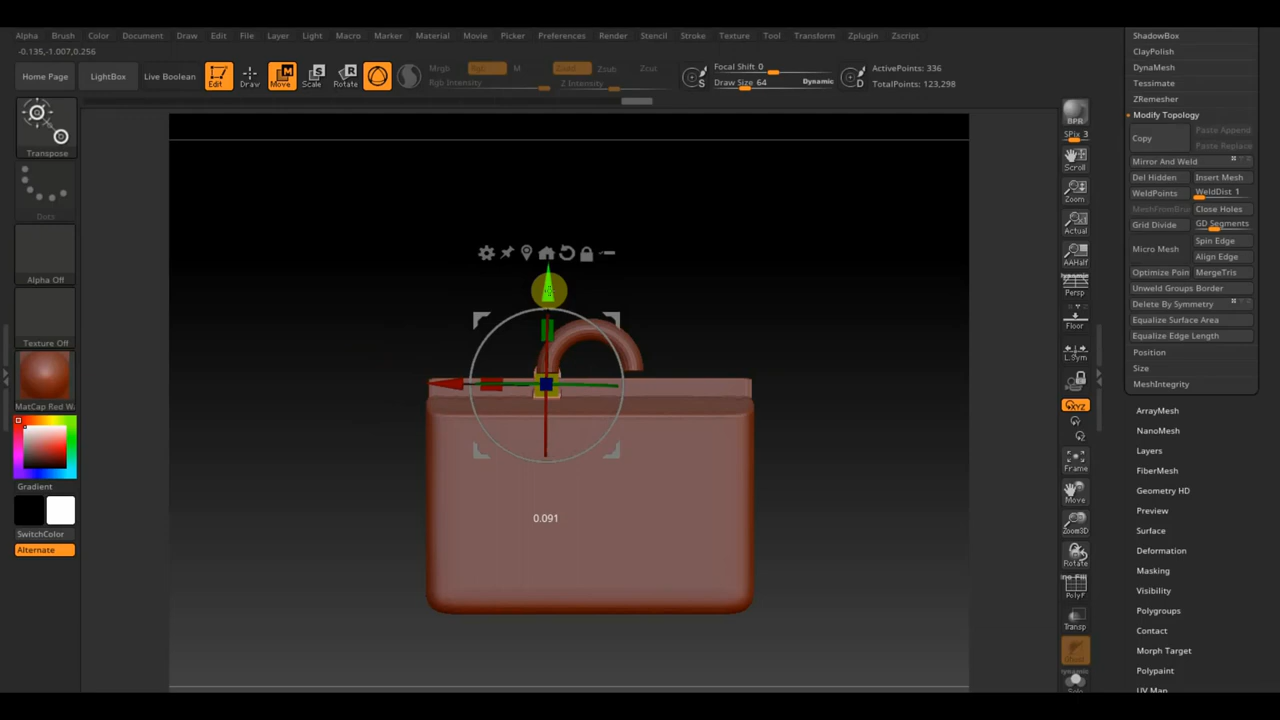 Alpha Brush Color Document Draw Edit File Layer Light Macro Marker Material Movie Picker Preferences Render Stencil Stroke Texture Tool Transform Zplugin Zscript
-0.135,-1.007,0.256
Home Page LightBox Live Boolean Edit Draw Move Scale Rotate
Mrgb Rgb M Zadd Zsub Zcut
Rgb Intensity Z Intensity
Focal Shift 0
Draw Size 64 Dynamic
ActivePoints: 336
TotalPoints: 123,298
Transpose
Dots
Alpha Off
Texture Off
MatCap Red W
Gradient
SwitchColor
Alternate
0.091
BPR
SPix 3
Scroll
Zoom
Actual
AAHalf
Dynamic
Persp
Floor
L.Sym
XYZ
Frame
Move
Zoom3D
Rotate
PolyF
Transp
Ghost
Dynamic
Solo
ShadowBox
ClayPolish
DynaMesh
Tessimate
ZRemesher
Modify Topology
Copy
Paste Append
Paste Replace
Mirror And Weld
Del Hidden Insert Mesh
WeldPoints WeldDist 1
MeshFromBru Close Holes
Grid Divide GD Segments
Micro Mesh Spin Edge
Align Edge
Optimize Poin MergeTris
Unweld Groups Border
Delete By Symmetry
Equalize Surface Area
Equalize Edge Length
Position
Size
MeshIntegrity
ArrayMesh
NanoMesh
Layers
FiberMesh
Geometry HD
Preview
Surface
Deformation
Masking
Visibility
Polygroups
Contact
Morph Target
Polypaint
UV Map